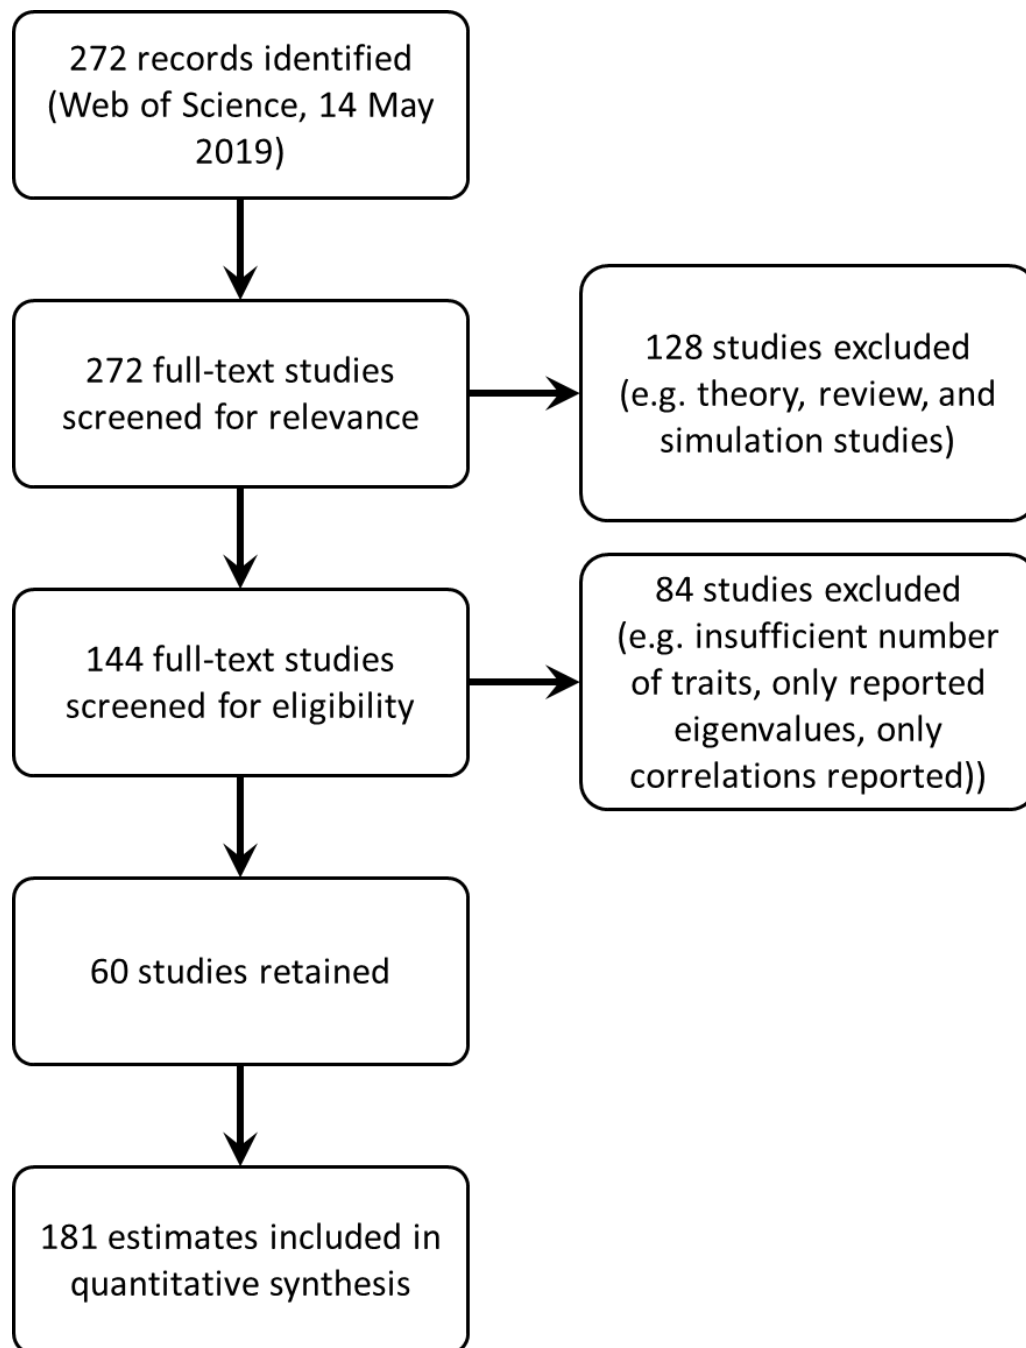 272 records identified
(Web of Science, 14 May
2019)
272 full-text studies
screened for relevance
128 studies excluded
(e.g. theory, review, and
simulation studies)
144 full-text studies
screened for eligibility
84 studies excluded
(e.g. insufficient number
of traits, only reported
eigenvalues, only
correlations reported))
60 studies retained
181 estimates included in
quantitative synthesis